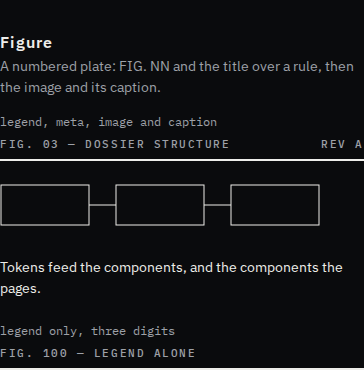 Figure
A numbered plate: FIG. NN and the title over a rule, then
the image and its caption.
legend, meta, image and caption
FIG. 03 — DOSSIER STRUCTURE REV A
Tokens feed the components, and the components the
pages.
legend only, three digits
FIG. 100 — LEGEND ALONE